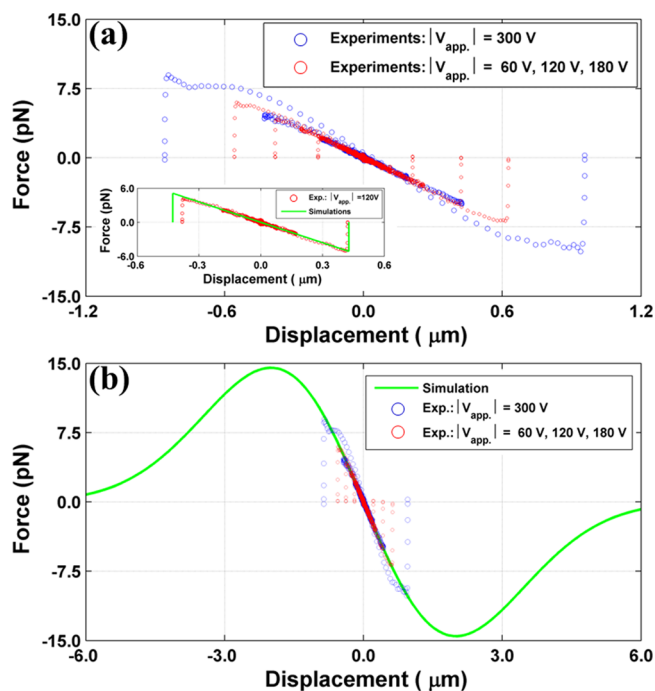 15.0
(a)
Experiments: |Vapp.| = 300 V
Experiments: |Vapp.| = 60 V, 120 V, 180 V
7.5
0.0
-7.5
-15.0
Force (pN)
6.0
3.0
0.0
-3.0
-6.0
Force (pN)
Exp.: |Vapp.| =120V
Simulations
-0.6 -0.3 0.0 0.3 0.6
Displacement ( μm)
-1.2 -0.6 0.0 0.6 1.2
Displacement ( μm)
15.0
(b)
Simulation
Exp.: |Vapp.| = 300 V
Exp.: |Vapp.| = 60 V, 120 V, 180 V
7.5
0.0
-7.5
-15.0
Force (pN)
-6.0 -3.0 0.0 3.0 6.0
Displacement ( μm)